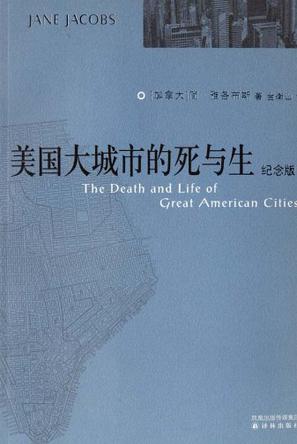 JANE JACOBS
[加拿大]简·雅各布斯 著 金衡山 译
美国大城市的死与生 纪念版
The Death and Life of
Great American Cities
凤凰出版传媒集团
译林出版社